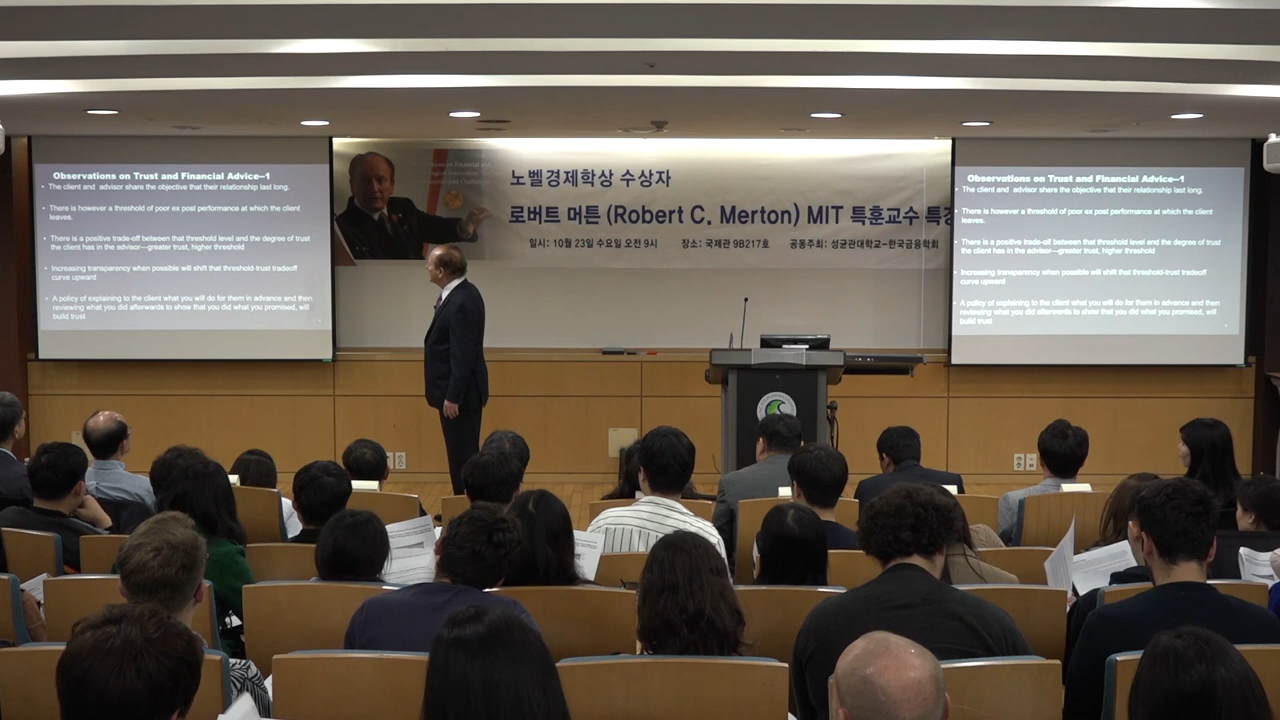 Observations on Trust and Financial Advice–1
• The client and advisor share the objective that their relationship last long.
• There is however a threshold of poor ex post performance at which the client
leaves.
• There is a positive trade-off between that threshold level and the degree of trust
the client has in the advisor—greater trust, higher threshold
• Increasing transparency when possible will shift that threshold-trust tradeoff
curve upward
• A policy of explaining to the client what you will do for them in advance and then
reviewing what you did afterwards to show that you did what you promised, will
build trust
노벨경제학상 수상자
로버트 머튼 (Robert C. Merton) MIT 특훈교수 특강
일시: 10월 23일 수요일 오전 9시 장소: 국제관 9B217호 공동주최: 성균관대학교-한국금융학회
Observations on Trust and Financial Advice–1
• The client and advisor share the objective that their relationship last long.
• There is however a threshold of poor ex post performance at which the client
leaves.
• There is a positive trade-off between that threshold level and the degree of trust
the client has in the advisor—greater trust, higher threshold
• Increasing transparency when possible will shift that threshold-trust tradeoff
curve upward
• A policy of explaining to the client what you will do for them in advance and then
reviewing what you did afterwards to show that you did what you promised, will
build trust